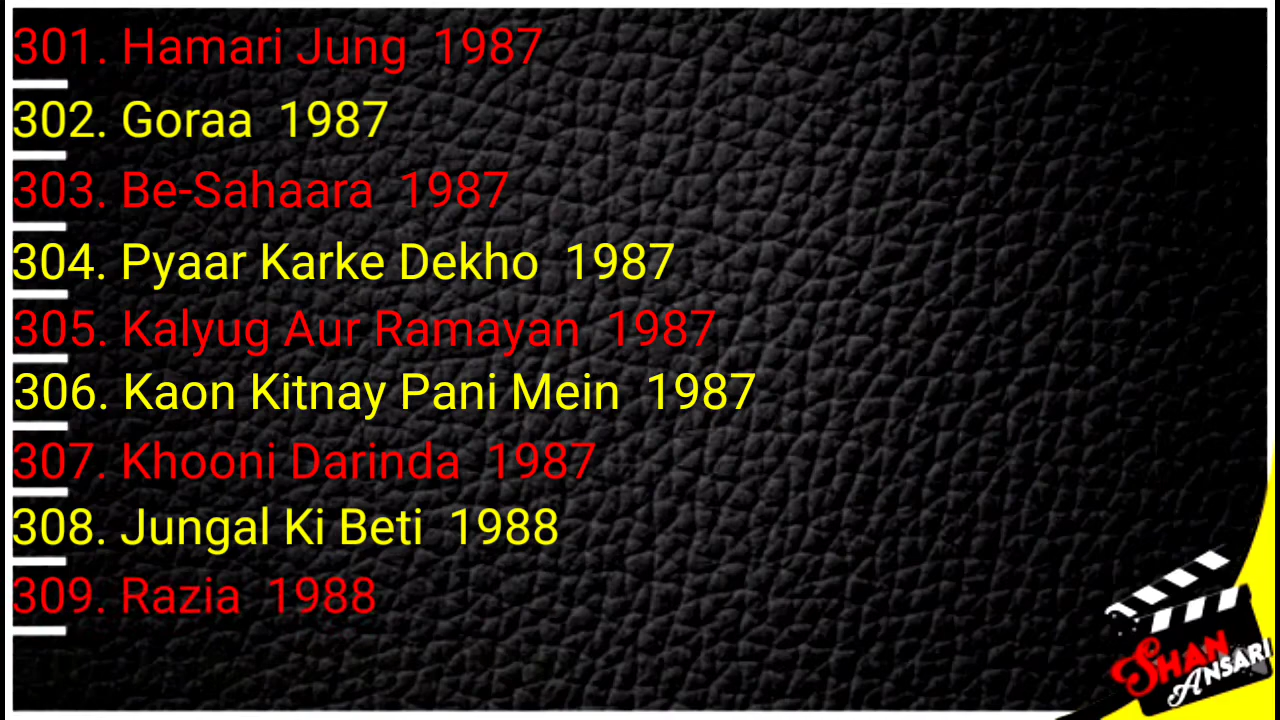 301. Hamari Jung 1987
302. Goraa 1987
303. Be-Sahaara 1987
304. Pyaar Karke Dekho 1987
305. Kalyug Aur Ramayan 1987
306. Kaon Kitnay Pani Mein 1987
307. Khooni Darinda 1987
308. Jungal Ki Beti 1988
309. Razia 1988
SHAN
ANSARI